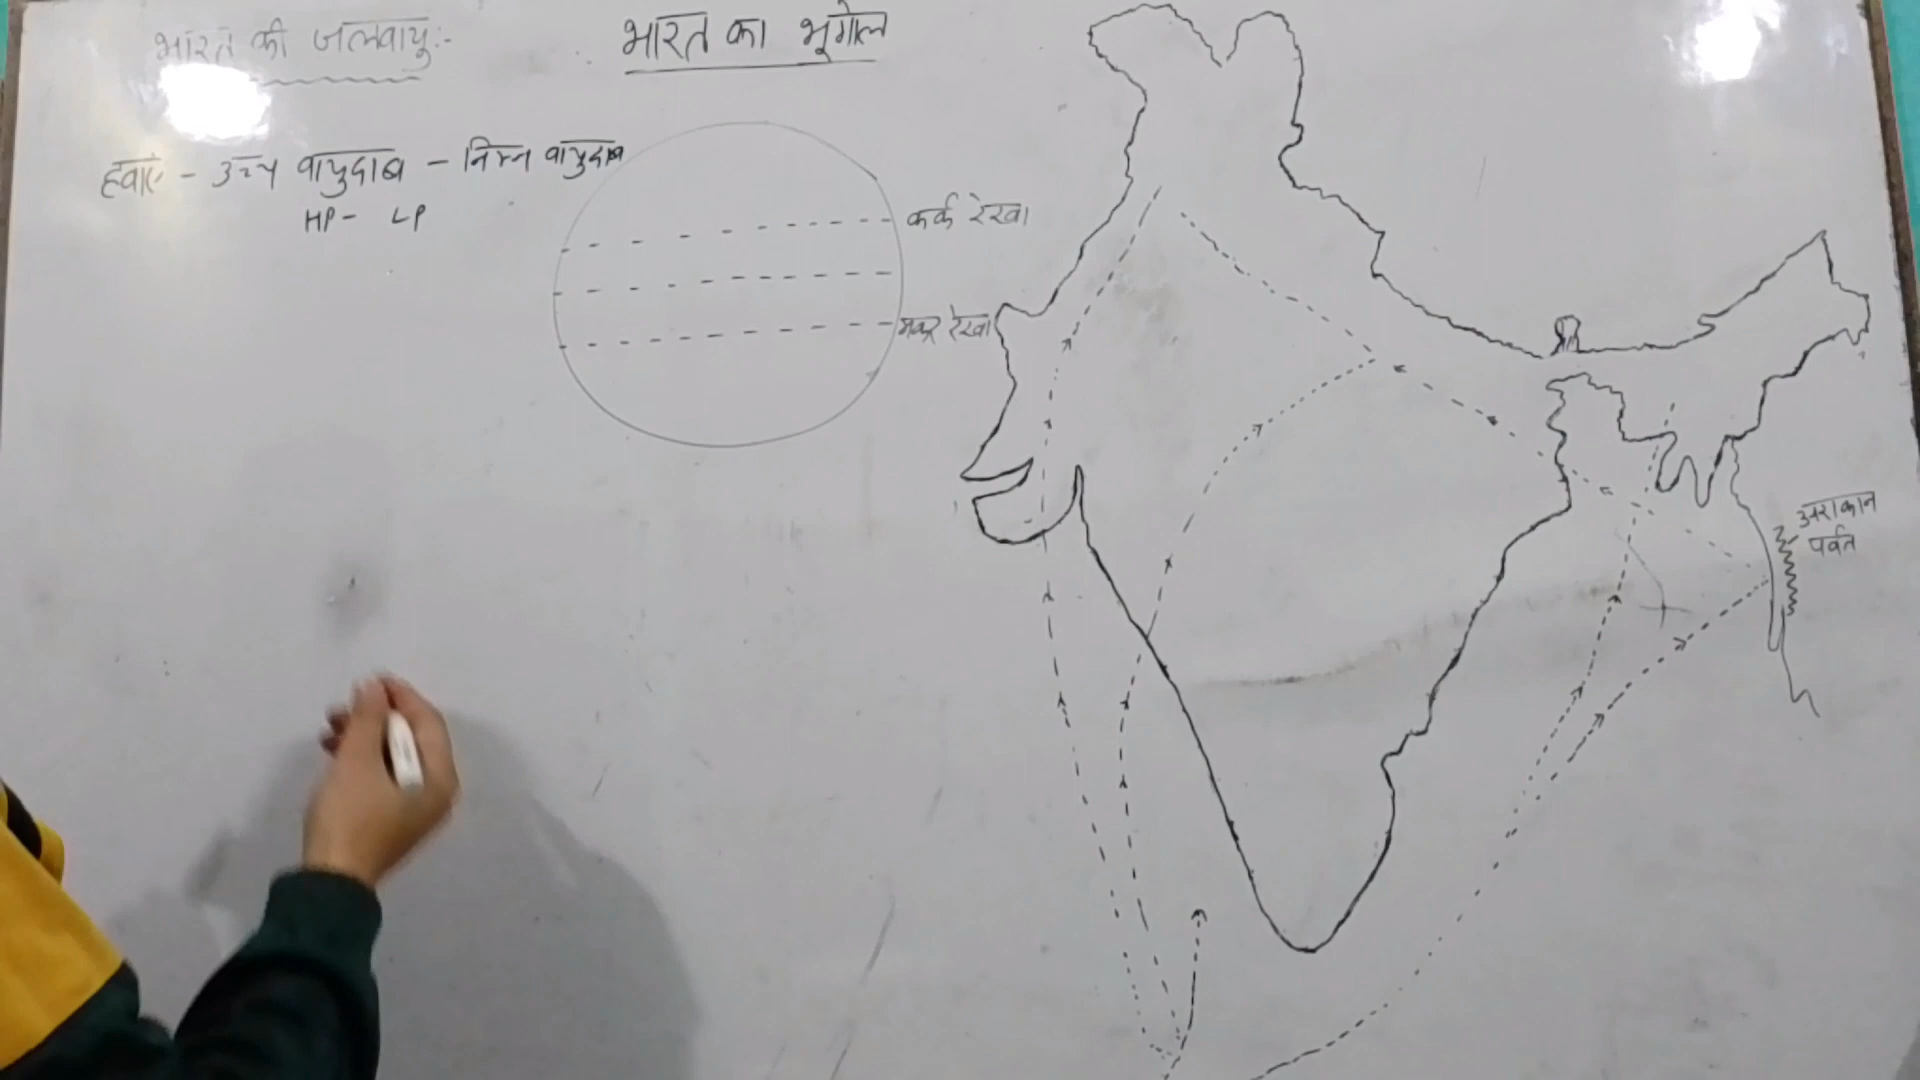 भारत की जलवायु:-
भारत का भूगोल
हवाएं - उच्च वायुदाब - निम्न वायुदाब
HP - LP
कर्क रेखा
मकर रेखा
अराकान
पर्वत